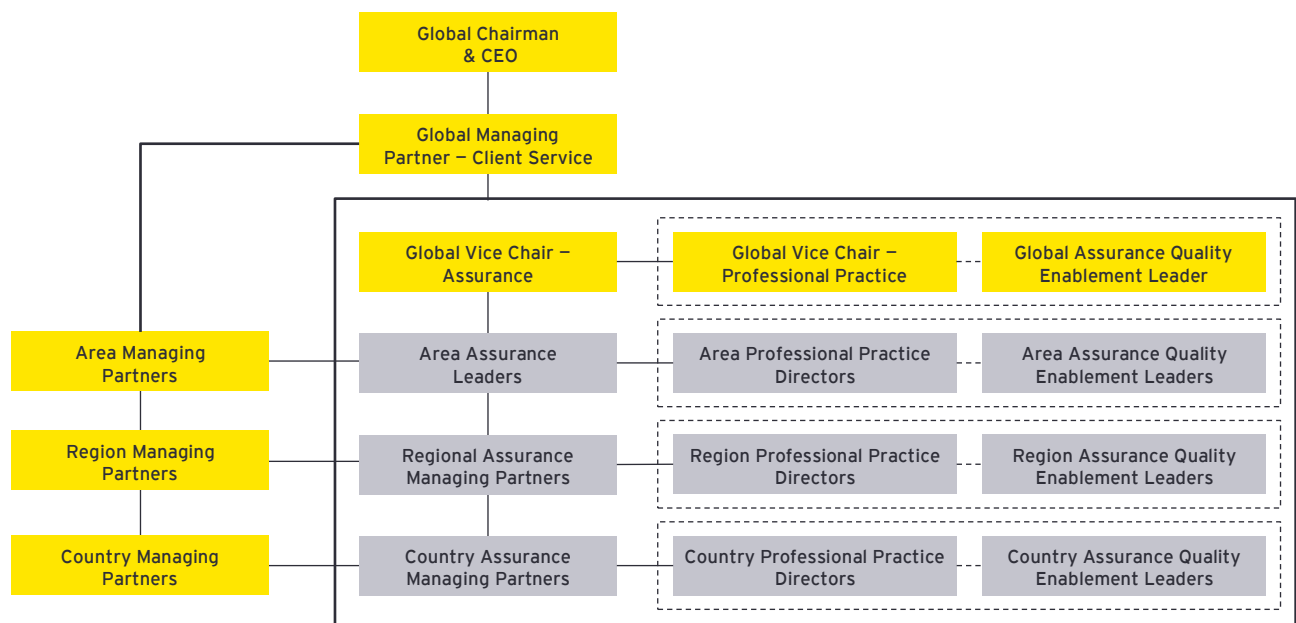 Global Chairman
& CEO
Global Managing
Partner – Client Service
Global Vice Chair –
Assurance
Global Vice Chair –
Professional Practice
Global Assurance Quality
Enablement Leader
Area Managing
Partners
Area Assurance
Leaders
Area Professional Practice
Directors
Area Assurance Quality
Enablement Leaders
Region Managing
Partners
Regional Assurance
Managing Partners
Region Professional Practice
Directors
Region Assurance Quality
Enablement Leaders
Country Managing
Partners
Country Assurance
Managing Partners
Country Professional Practice
Directors
Country Assurance Quality
Enablement Leaders